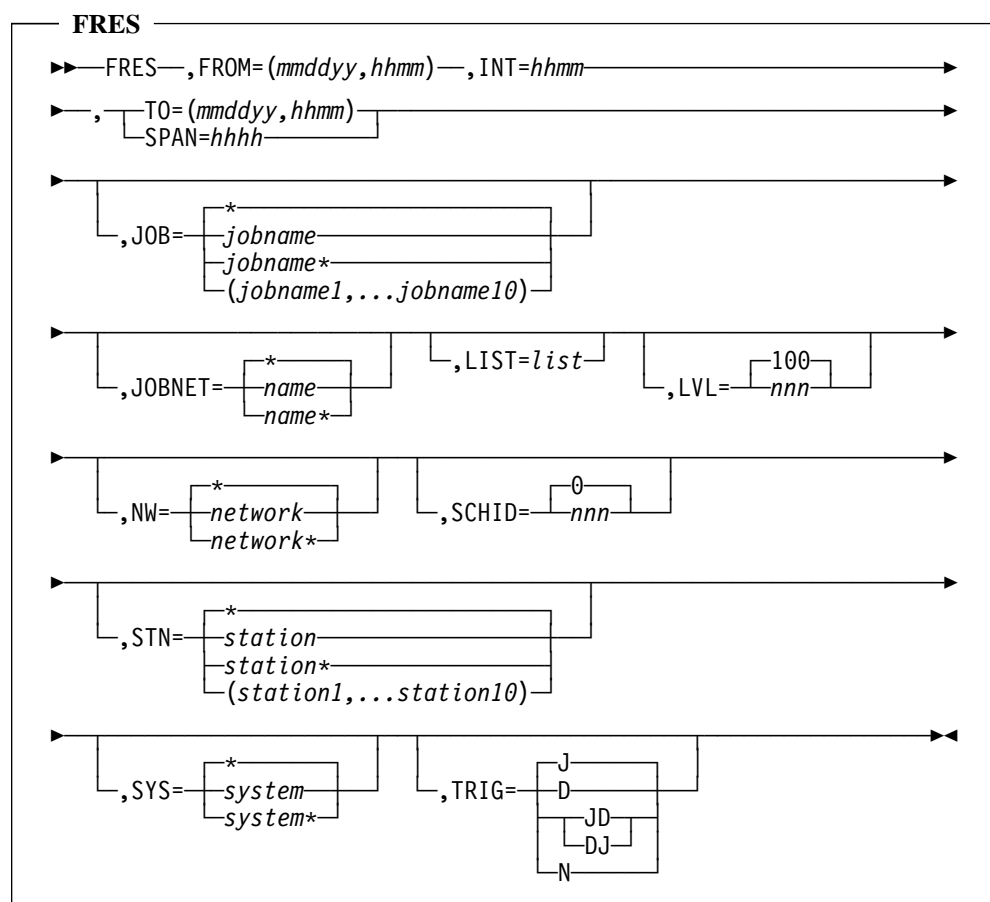 FRES
FRES ,FROM=(mmddyy,hhmm) ,INT=hhmm
, TO=(mmddyy,hhmm)
SPAN=hhhh
*
,JOB= jobname
jobname*
(jobname1,...jobname10)
* ,LIST=list 100
,JOBNET= name ,LVL= nnn
name*
* 0
,NW= network ,SCHID= nnn
network*
*
,STN= station
station*
(station1,...station10)
* J
,SYS= system ,TRIG= D
system* JD
DJ
N